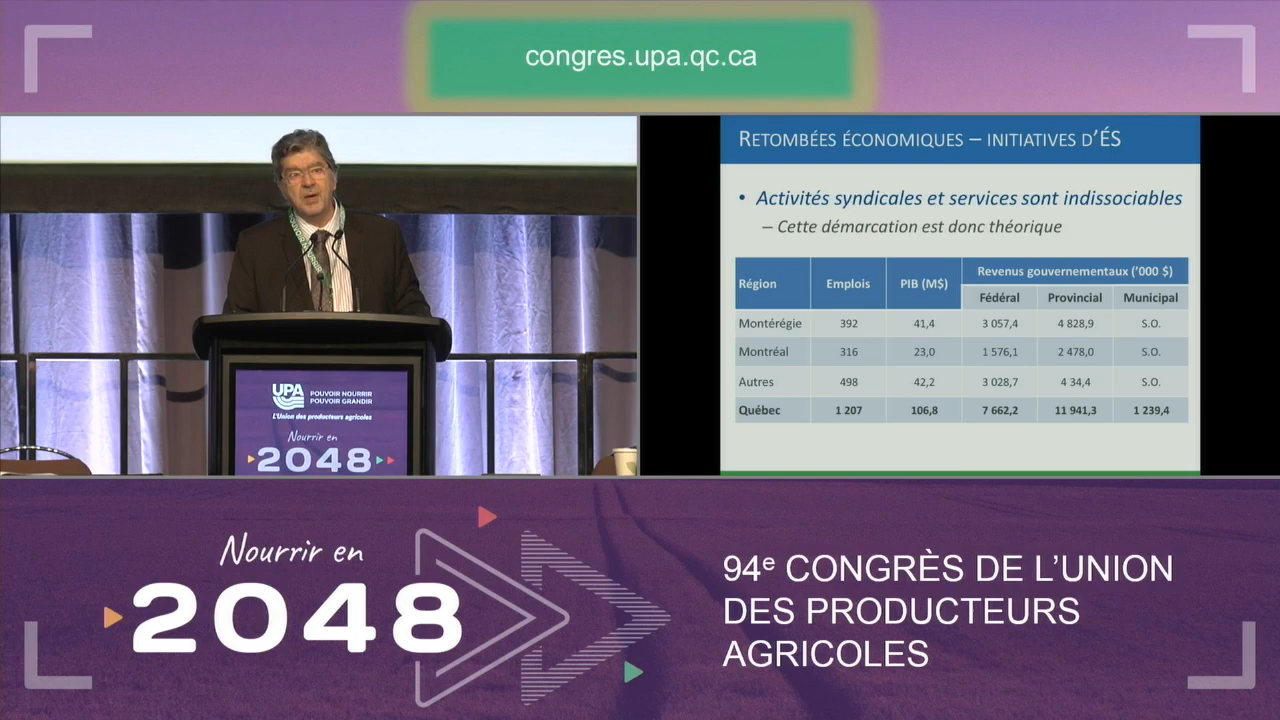 congres.upa.qc.ca
RETOMBÉES ÉCONOMIQUES – INITIATIVES D'ÉS
• Activités syndicales et services sont indissociables
– Cette démarcation est donc théorique
Région Emplois PIB (M$) Revenus gouvernementaux ('000 $)
Fédéral Provincial Municipal
Montérégie 392 41,4 3 057,4 4 828,9 S.O.
Montréal 316 23,0 1 576,1 2 478,0 S.O.
Autres 498 42,2 3 028,7 4 34,4 S.O.
Québec 1 207 106,8 7 662,2 11 941,3 1 239,4
UPA POUVOIR NOURRIR
POUVOIR GRANDIR
L'Union des producteurs agricoles
Nourrir en
2048
Nourrir en
2048
94e CONGRÈS DE L'UNION
DES PRODUCTEURS
AGRICOLES